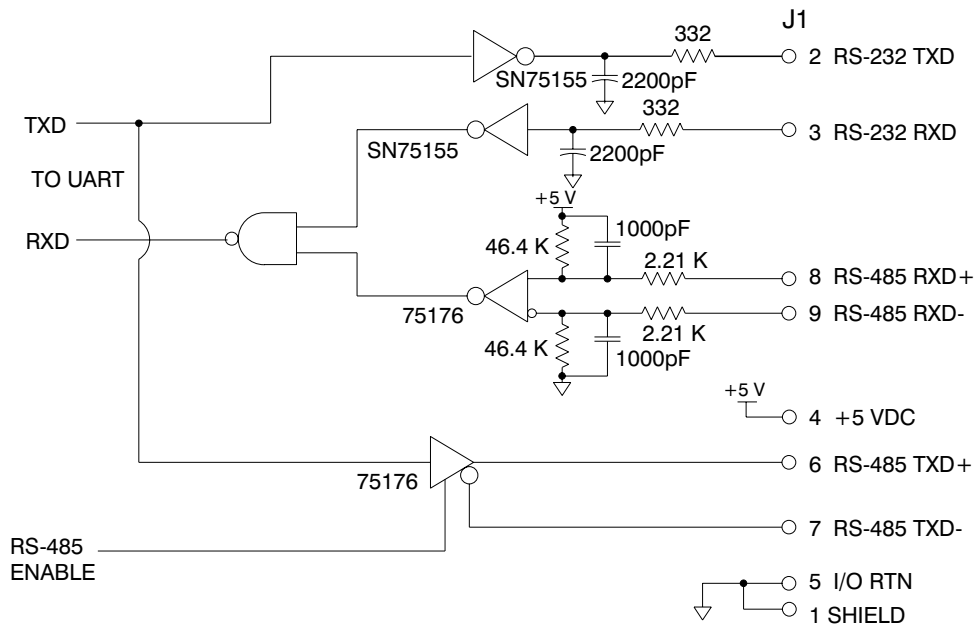 J1
332
2 RS-232 TXD
SN75155
2200pF
332
TXD
3 RS-232 RXD
SN75155
2200pF
TO UART
+5 V
1000pF
RXD
46.4 K
2.21 K
8 RS-485 RXD+
75176
9 RS-485 RXD-
46.4 K
2.21 K
1000pF
+5 V
4 +5 VDC
6 RS-485 TXD+
75176
7 RS-485 TXD-
RS-485
ENABLE
5 I/O RTN
1 SHIELD